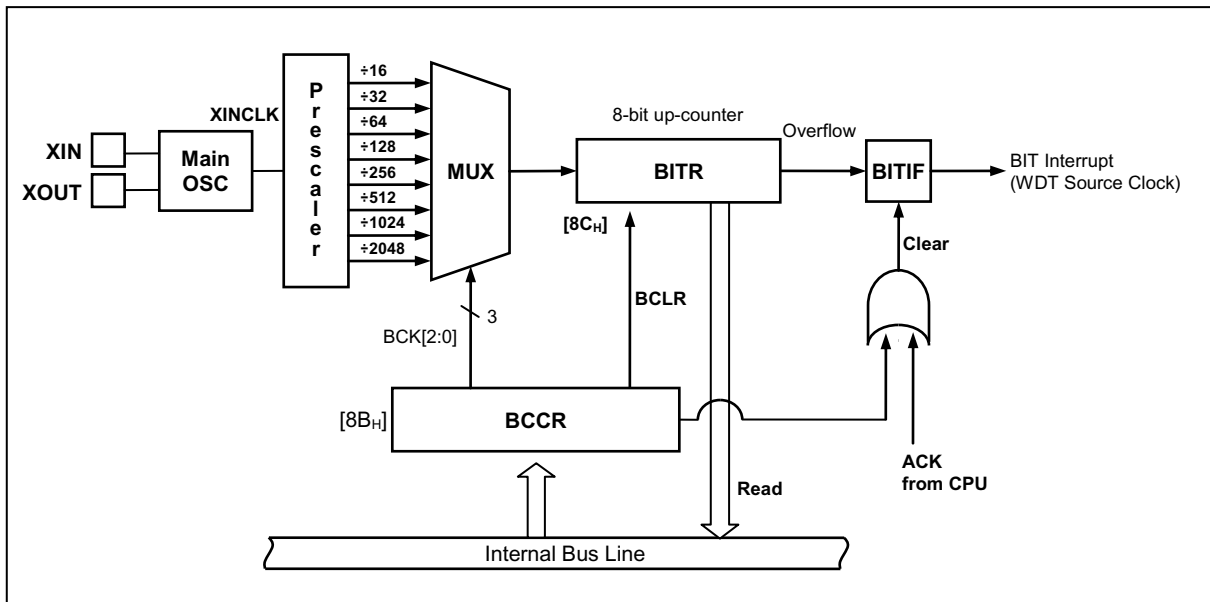 XIN
XOUT
Main
OSC
XINCLK
Prescaler
÷16
÷32
÷64
÷128
÷256
÷512
÷1024
÷2048
MUX
3
BCK[2:0]
8-bit up-counter
BITR
[8CH]
BCLR
Overflow
BITIF
BIT Interrupt
(WDT Source Clock)
Clear
[8BH]
BCCR
ACK
from CPU
Read
Internal Bus Line